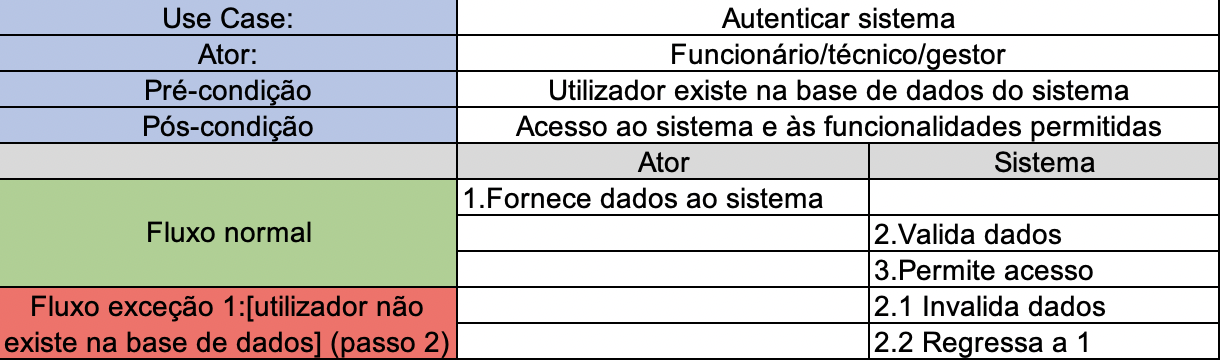 Use Case: Autenticar sistema
Ator: Funcionário/técnico/gestor
Pré-condição Utilizador existe na base de dados do sistema
Pós-condição Acesso ao sistema e às funcionalidades permitidas
Ator Sistema
Fluxo normal
1.Fornece dados ao sistema
2.Valida dados
3.Permite acesso
Fluxo exceção 1:[utilizador não
existe na base de dados] (passo 2)
2.1 Invalida dados
2.2 Regressa a 1